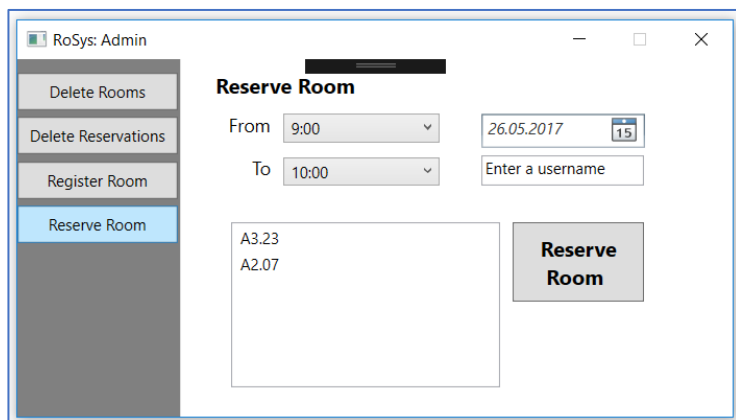 RoSys: Admin
Delete Rooms
Delete Reservations
Register Room
Reserve Room
Reserve Room
From 9:00
26.05.2017
15
To 10:00
Enter a username
A3.23
A2.07
Reserve
Room